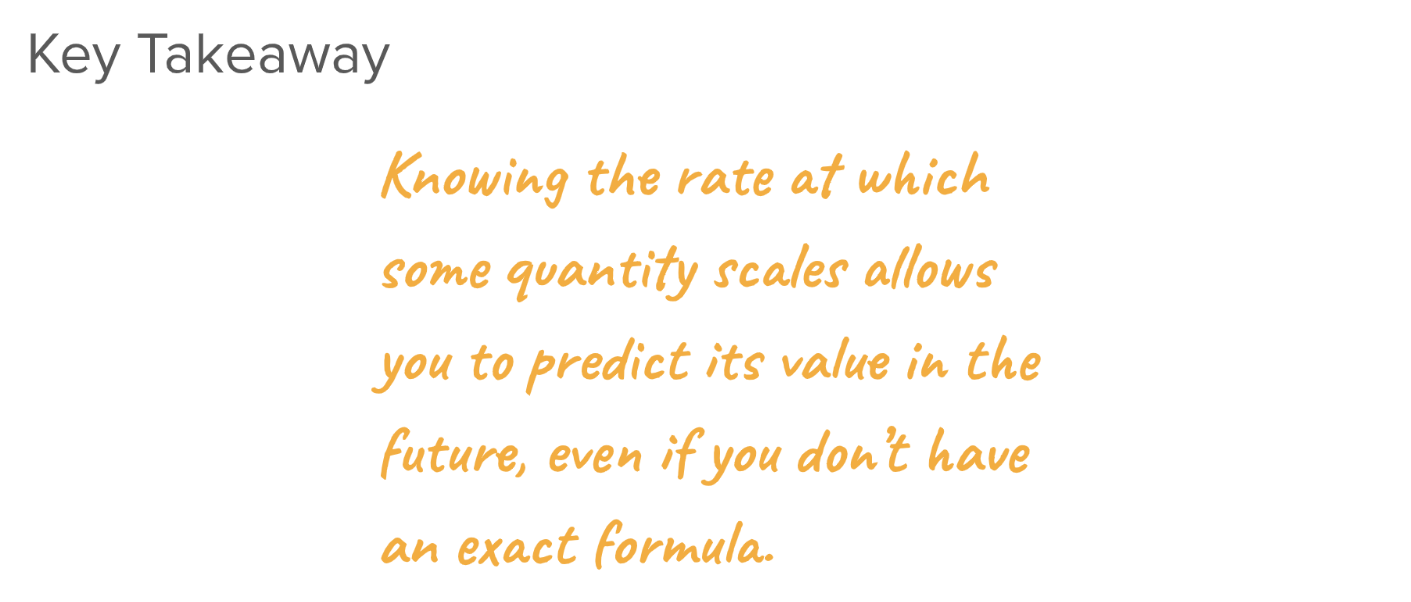 Key Takeaway
Knowing the rate at which
some quantity scales allows
you to predict its value in the
future, even if you don’t have
an exact formula.